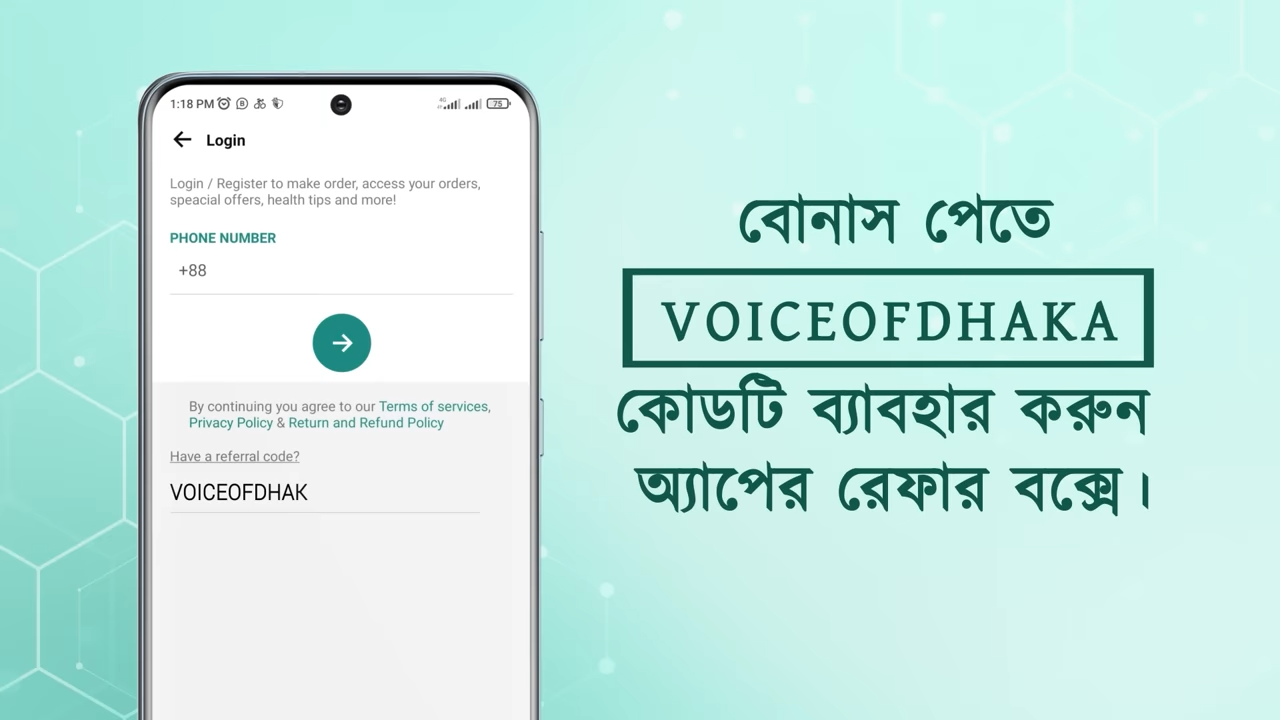 1:18 PM
4G
75
Login
Login / Register to make order, access your orders,
speacial offers, health tips and more!
PHONE NUMBER
+88
By continuing you agree to our Terms of services,
Privacy Policy & Return and Refund Policy
Have a referral code?
VOICEOFDHAK
বোনাস পেতে
VOICEOFDHAKA
কোডটি ব্যাবহার করুন
অ্যাপের রেফার বক্সে।